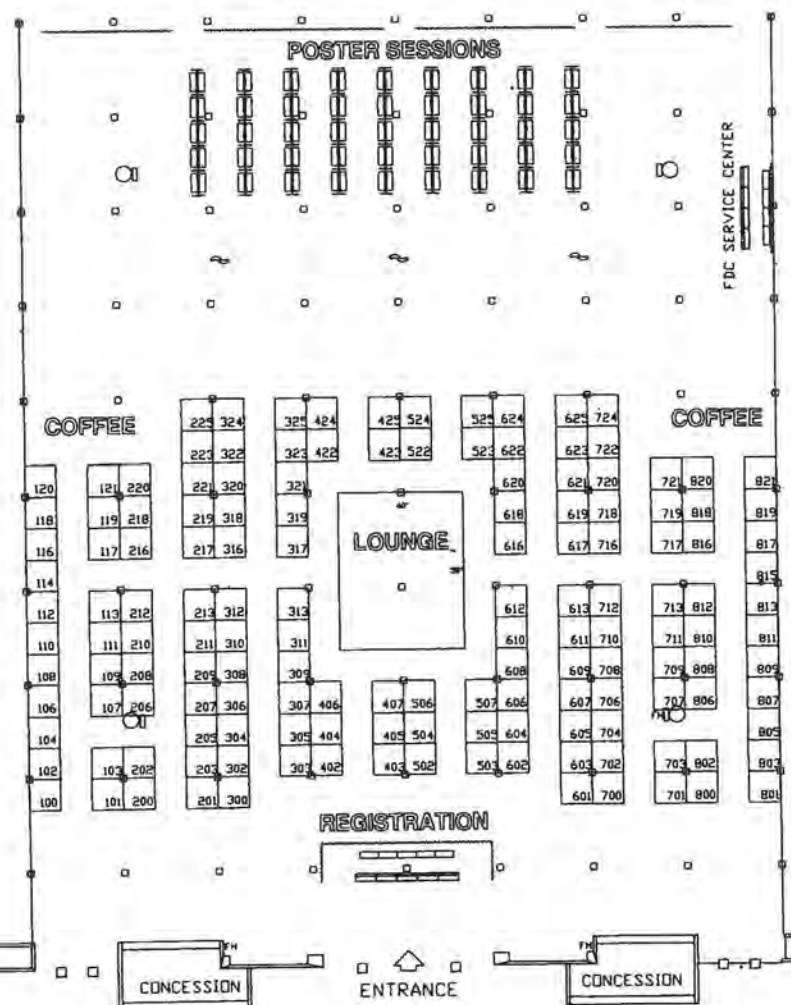 POSTER SESSIONS
FDC SERVICE CENTER
COFFEE
COFFEE
225 324 325 424 425 524 525 624 625 724
223 322 323 422 423 522 523 622 623 722
120 121 220 221 320 321 620 621 720 721 820 821
118 119 218 219 318 319 618 619 718 719 818 819
116 117 216 217 316 317 616 617 716 717 816 817
LOUNGE
114 815
112 113 212 213 312 313 612 613 712 713 812 813
110 111 210 211 310 311 610 611 710 711 810 811
108 109 208 209 308 309 608 609 708 709 808 809
106 107 206 207 306 307 406 407 506 507 606 607 706 707 806 807
104 205 304 305 404 405 504 505 604 605 704 805
102 103 202 203 302 303 402 403 502 503 602 603 702 703 802 803
100 101 200 201 300 601 700 701 800 801
REGISTRATION
FH FH
CONCESSION ENTRANCE CONCESSION